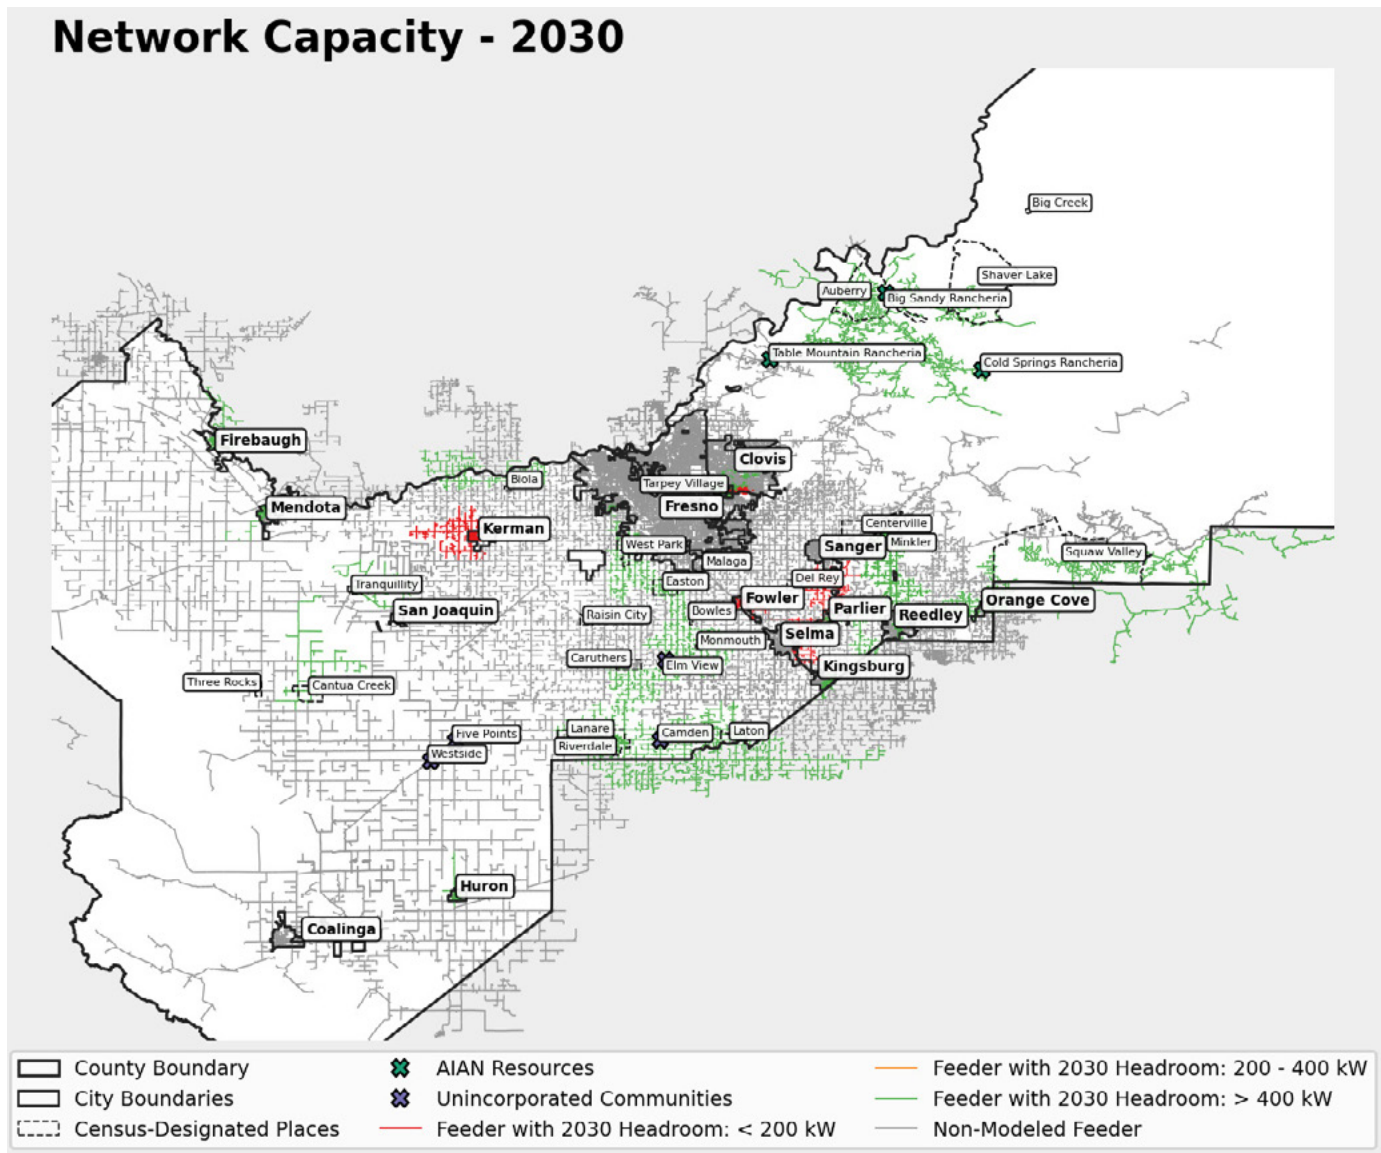 Network Capacity - 2030
Big Creek
Shaver Lake
Auberry
Big Sandy Rancheria
Table Mountain Rancheria
Cold Springs Rancheria
Firebaugh
Clovis
Biola
Tarpey Village
Mendota
Fresno
Centerville
Kerman
Minkler
West Park
Sanger
Squaw Valley
Malaga
Tranquillity
Easton
Del Rey
Fowler
Orange Cove
San Joaquin
Bowles
Parlier
Raisin City
Reedley
Selma
Monmouth
Caruthers
Elm View
Kingsburg
Three Rocks
Cantua Creek
Five Points
Lanare
Camden
Laton
Riverdale
Westside
Huron
Coalinga
County Boundary
City Boundaries
Census-Designated Places
AIAN Resources
Unincorporated Communities
Feeder with 2030 Headroom: < 200 kW
Feeder with 2030 Headroom: 200 - 400 kW
Feeder with 2030 Headroom: > 400 kW
Non-Modeled Feeder